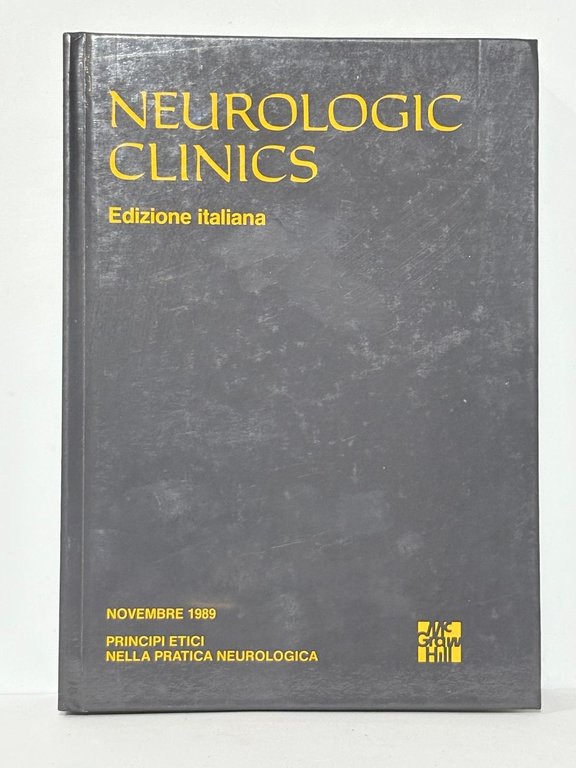 NEUROLOGIC
CLINICS
Edizione italiana
NOVEMBRE 1989
PRINCIPI ETICI
NELLA PRATICA NEUROLOGICA
Mc
Graw
Hill